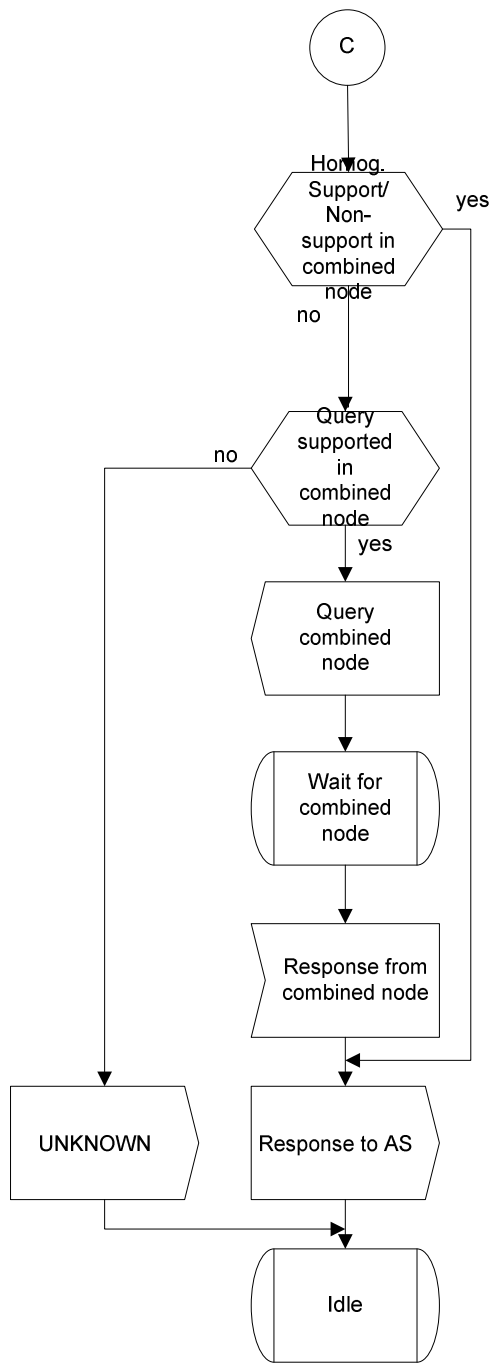 C
Homog.
Support/
Non-
support in
combined
node
yes
no
Query
supported
in
combined
node
no
yes
Query
combined
node
Wait for
combined
node
Response from
combined node
UNKNOWN
Response to AS
Idle